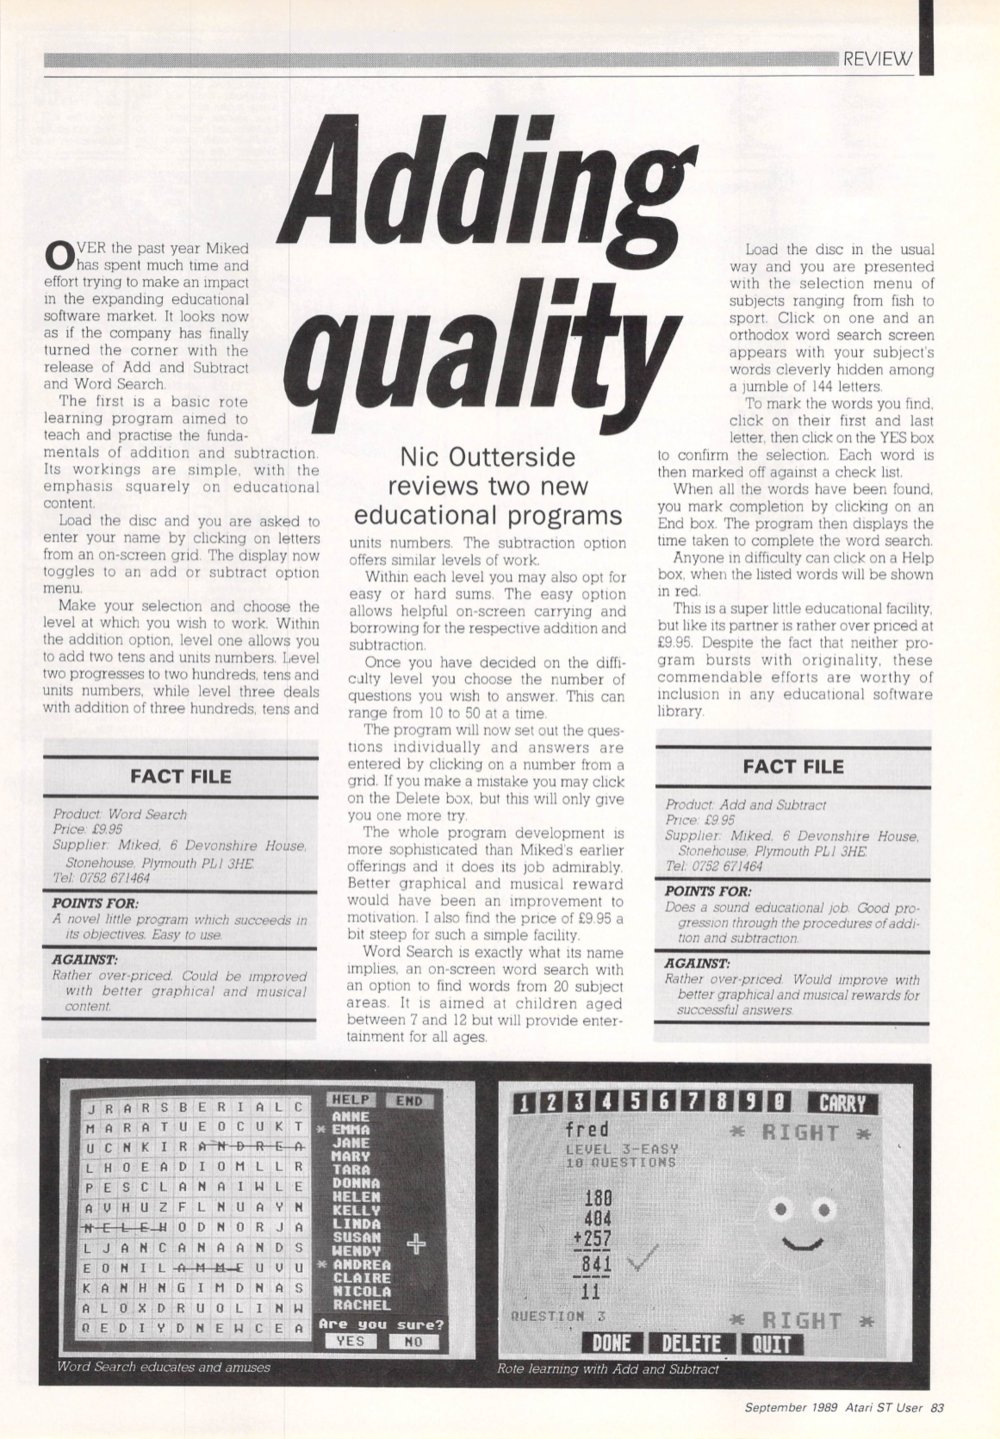 REVIEW
Adding
quality
Nic Outterside
reviews two new
educational programs
OVER the past year Miked
has spent much time and
effort trying to make an impact
in the expanding educational
software market. It looks now
as if the company has finally
turned the corner with the
release of Add and Subtract
and Word Search.
The first is a basic rote
learning program aimed to
teach and practise the funda-
mentals of addition and subtraction.
Its workings are simple, with the
emphasis squarely on educational
content.
Load the disc and you are asked to
enter your name by clicking on letters
from an on-screen grid. The display now
toggles to an add or subtract option
menu.
Make your selection and choose the
level at which you wish to work. Within
the addition option, level one allows you
to add two tens and units numbers. Level
two progresses to two hundreds, tens and
units numbers, while level three deals
with addition of three hundreds, tens and
units numbers. The subtraction option
offers similar levels of work.
Within each level you may also opt for
easy or hard sums. The easy option
allows helpful on-screen carrying and
borrowing for the respective addition and
subtraction.
Once you have decided on the diffi-
culty level you choose the number of
questions you wish to answer. This can
range from 10 to 50 at a time.
The program will now set out the ques-
tions individually and answers are
entered by clicking on a number from a
grid. If you make a mistake you may click
on the Delete box, but this will only give
you one more try.
The whole program development is
more sophisticated than Miked's earlier
offerings and it does its job admirably.
Better graphical and musical reward
would have been an improvement to
motivation. I also find the price of £9.95 a
bit steep for such a simple facility.
Word Search is exactly what its name
implies, an on-screen word search with
an option to find words from 20 subject
areas. It is aimed at children aged
between 7 and 12 but will provide enter-
tainment for all ages.
Load the disc in the usual
way and you are presented
with the selection menu of
subjects ranging from fish to
sport. Click on one and an
orthodox word search screen
appears with your subject's
words cleverly hidden among
a jumble of 144 letters.
To mark the words you find,
click on their first and last
letter, then click on the YES box
to confirm the selection. Each word is
then marked off against a check list.
When all the words have been found,
you mark completion by clicking on an
End box. The program then displays the
time taken to complete the word search.
Anyone in difficulty can click on a Help
box, when the listed words will be shown
in red.
This is a super little educational facility,
but like its partner is rather over priced at
£9.95. Despite the fact that neither pro-
gram bursts with originality, these
commendable efforts are worthy of
inclusion in any educational software
library.
FACT FILE
Product: Word Search
Price: £9.95
Supplier: Miked, 6 Devonshire House,
Stonehouse, Plymouth PL1 3HE.
Tel: 0752 671464
POINTS FOR:
A novel little program which succeeds in
its objectives. Easy to use.
AGAINST:
Rather over-priced. Could be improved
with better graphical and musical
content.
FACT FILE
Product: Add and Subtract
Price: £9.95
Supplier: Miked, 6 Devonshire House,
Stonehouse, Plymouth PL1 3HE.
Tel: 0752 671464
POINTS FOR:
Does a sound educational job. Good pro-
gression through the procedures of addi-
tion and subtraction.
AGAINST:
Rather over-priced. Would improve with
better graphical and musical rewards for
successful answers.
J R A R S B E R I A L C
M A R A T U E O C U K T
U C N K I R A N D R E A
L H O E A D I O M L L R
P E S C L A N A I W L E
A V H U Z F L N U A Y N
N E L E H O D N O R J A
L J A N C A N A A N D S
E O N I L A M M E U V U
K A N H N G I M D N A S
A L O X D R U O L I N W
Q E D I Y D N E W C E A
HELP END
ANNE
* EMMA
JANE
MARY
TARA
DONNA
HELEN
KELLY
LINDA
SUSAN
WENDY
* ANDREA
CLAIRE
NICOLA
RACHEL
Are you sure?
YES NO
Word Search educates and amuses
1 2 3 4 5 6 7 8 9 0 CARRY
fred
* RIGHT *
LEVEL 3-EASY
10 QUESTIONS
180
404
+257
841
11
QUESTION 3
* RIGHT *
DONE DELETE QUIT
Rote learning with Add and Subtract
September 1989 Atari ST User 83